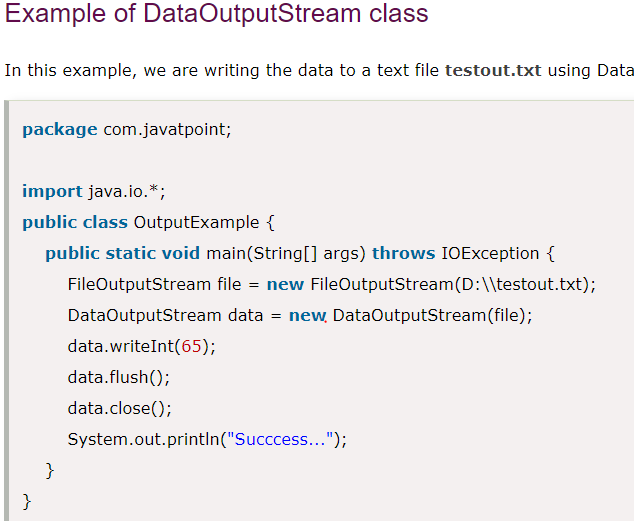 Example of DataOutputStream class
In this example, we are writing the data to a text file testout.txt using Data
package com.javatpoint;
import java.io.*;
public class OutputExample {
public static void main(String[] args) throws IOException {
FileOutputStream file = new FileOutputStream(D:\\testout.txt);
DataOutputStream data = new DataOutputStream(file);
data.writeInt(65);
data.flush();
data.close();
System.out.println("Succcess...");
}
}